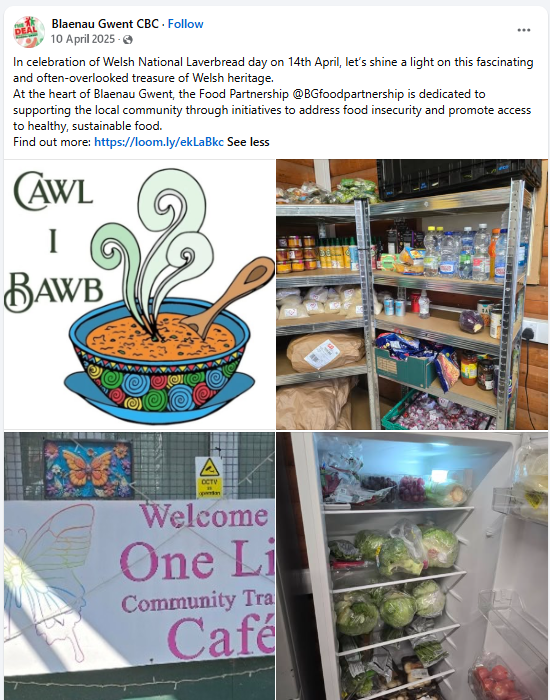 THE DEAL
Blaenau Gwent CBC · Follow
10 April 2025 ·
In celebration of Welsh National Laverbread day on 14th April, let's shine a light on this fascinating
and often-overlooked treasure of Welsh heritage.
At the heart of Blaenau Gwent, the Food Partnership @BGfoodpartnership is dedicated to
supporting the local community through initiatives to address food insecurity and promote access
to healthy, sustainable food.
Find out more: https://loom.ly/ekLaBkc See less
CAWL
I
BAWB
CCTV
in
operation
Welcome
One Li
Community Tra
Café